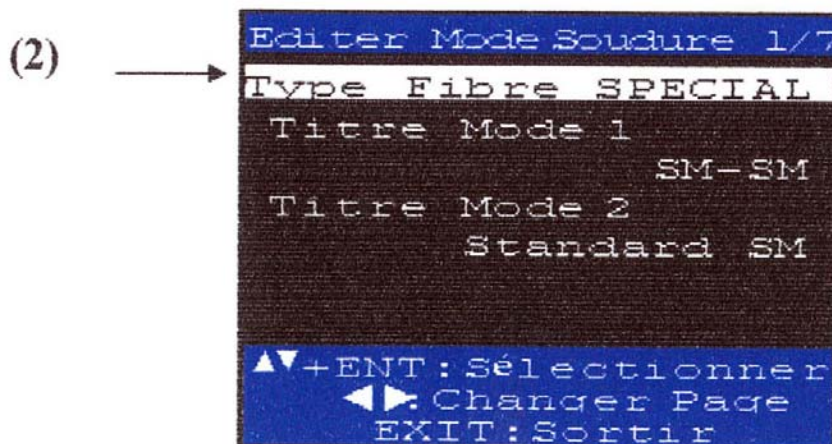 (2)
Editer Mode Soudure 1/7
Type Fibre SPECIAL
Titre Mode 1
SM-SM
Titre Mode 2
Standard SM
▲▼+ENT:Sélectionner
◀▶:Changer Page
EXIT:Sortir